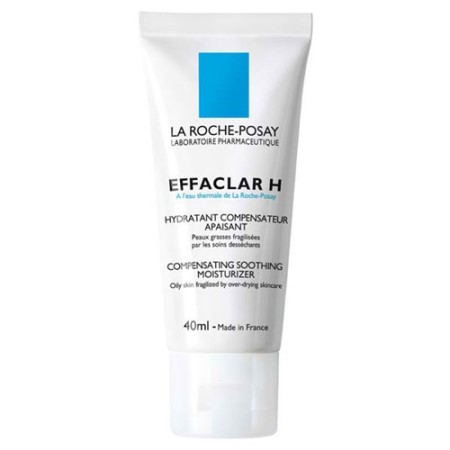 LA ROCHE-POSAY
LABORATOIRE PHARMACEUTIQUE
EFFACLAR H
A l'eau thermale de La Roche-Posay
HYDRATANT COMPENSATEUR
APAISANT
Peaux grasses fragilisées
par les soins desséchants
COMPENSATING SOOTHING
MOISTURIZER
Oily skin fragilized by over-drying skincare
40ml - Made in France